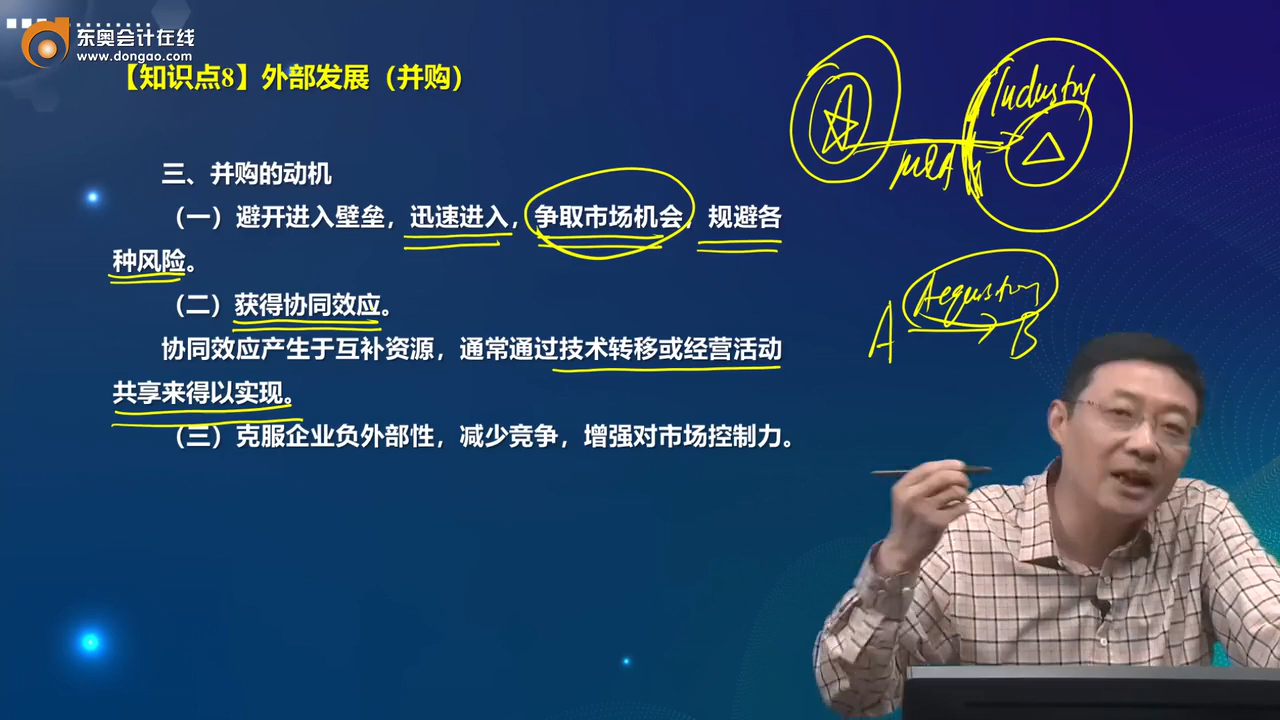 东奥会计在线
www.dongao.com
【知识点8】外部发展（并购）
三、并购的动机
（一）避开进入壁垒，迅速进入，争取市场机会，规避各
种风险。
（二）获得协同效应。
协同效应产生于互补资源，通常通过技术转移或经营活动
共享来得以实现。
（三）克服企业负外部性，减少竞争，增强对市场控制力。
Industry
M&A
A
B